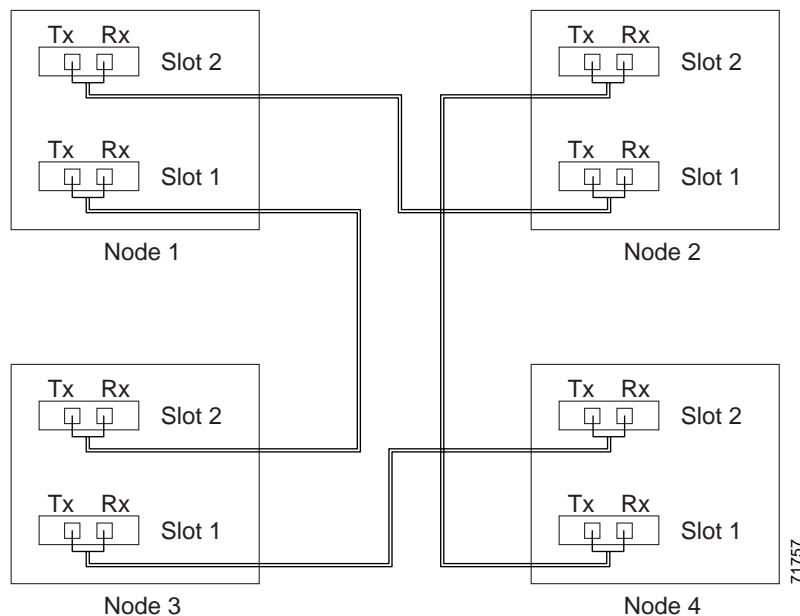 Tx Rx
Slot 2
Tx Rx
Slot 1
Node 1
Tx Rx
Slot 2
Tx Rx
Slot 1
Node 2
Tx Rx
Slot 2
Tx Rx
Slot 1
Node 3
Tx Rx
Slot 2
Tx Rx
Slot 1
Node 4
71757